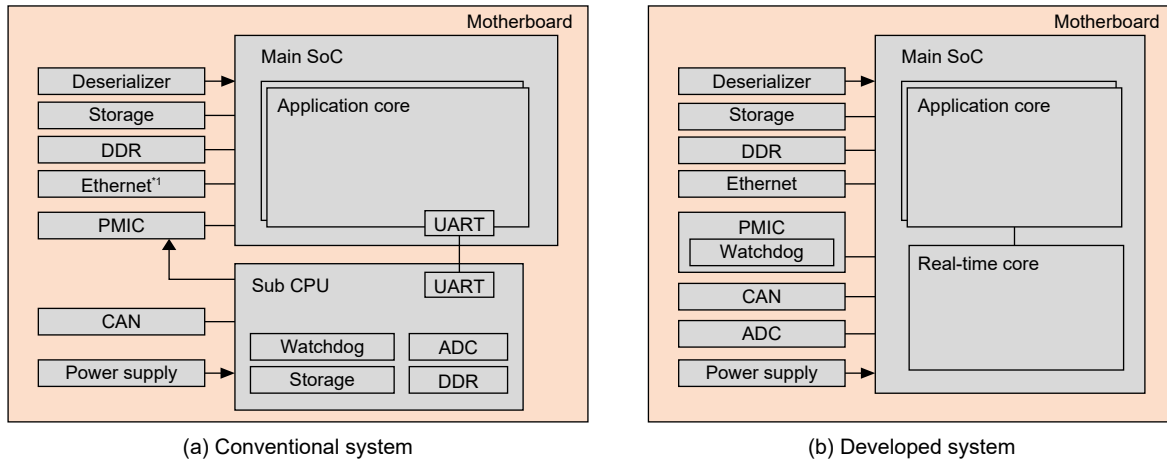 Motherboard
Main SoC
Deserializer
Application core
Storage
DDR
Ethernet*1
PMIC
UART
Sub CPU
UART
CAN
Watchdog
ADC
Power supply
Storage
DDR
(a) Conventional system
Motherboard
Main SoC
Deserializer
Application core
Storage
DDR
Ethernet
PMIC
Watchdog
Real-time core
CAN
ADC
Power supply
(b) Developed system